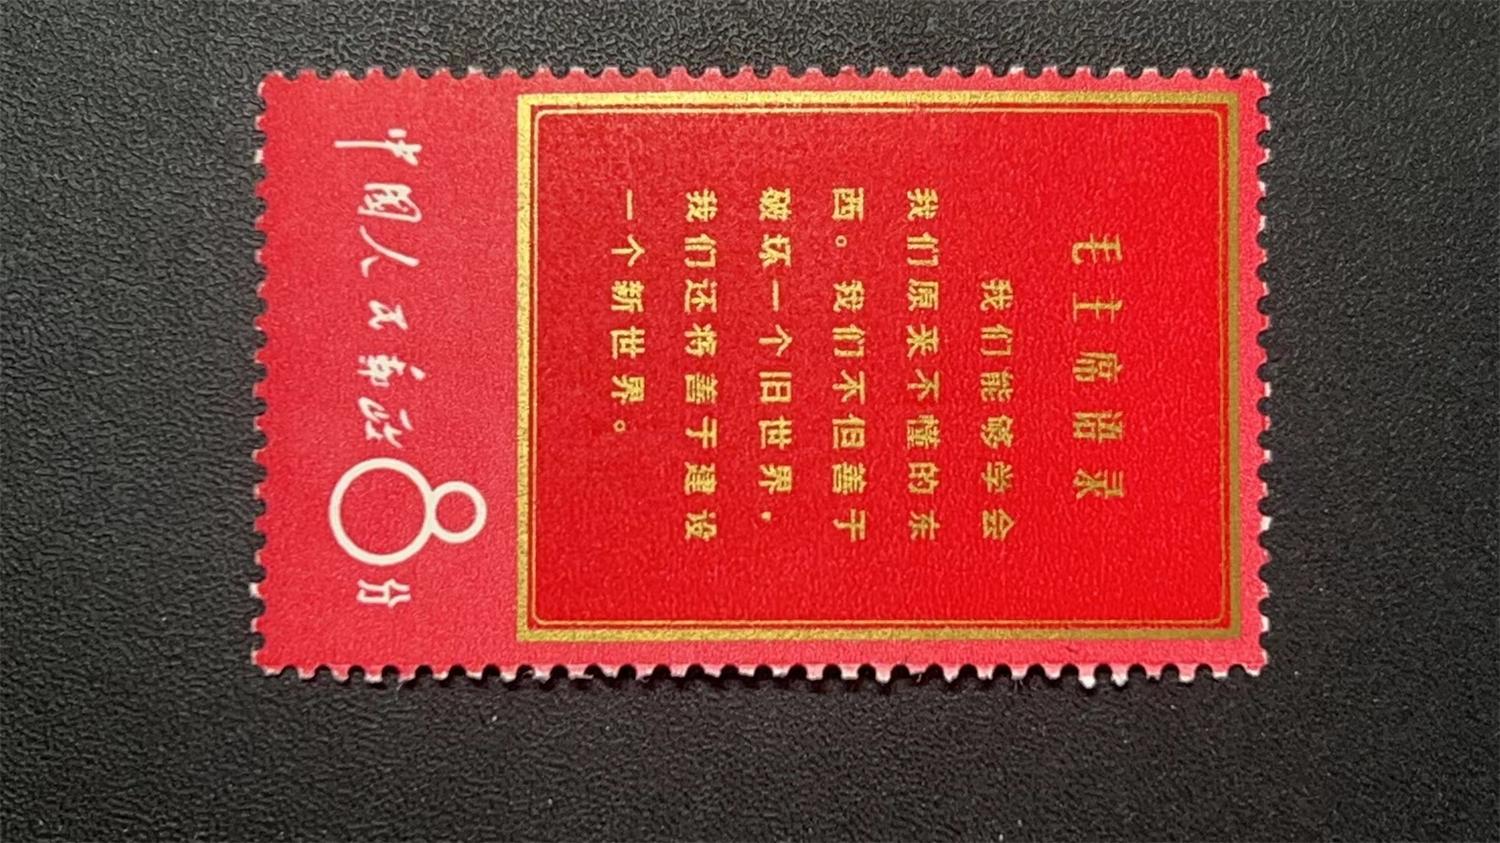 毛主席语录
我们能够学会
我们原来不懂的东
西。我们不但善于
破坏一个旧世界，
我们还将善于建设
一个新世界。
中国人民邮政
8分